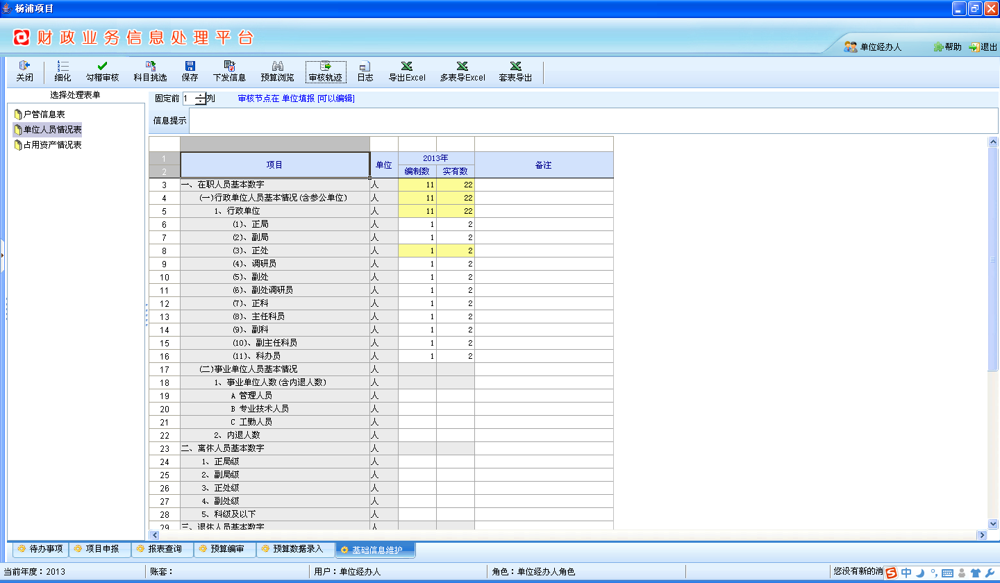 杨浦项目
财政业务信息处理平台
单位经办人 帮助 退出
关闭 细化 勾稽审核 科目挑选 保存 下发信息 预算浏览 审核轨迹 日志 导出Excel 多表导Excel 套表导出
选择处理表单
户管信息表
单位人员情况表
占用资产情况表
固定前 1 列 审核节点在 单位填报 [可以编辑]
信息提示
1 项目 单位 2013年 备注
2 编制数 实有数
3 一、在职人员基本数字 人 11 22
4 (一)行政单位人员基本情况(含参公单位) 人 11 22
5 1、行政单位 人 11 22
6 (1)、正局 人 1 2
7 (2)、副局 人 1 2
8 (3)、正处 人 1 2
9 (4)、调研员 人 1 2
10 (5)、副处 人 1 2
11 (6)、副处调研员 人 1 2
12 (7)、正科 人 1 2
13 (8)、主任科员 人 1 2
14 (9)、副科 人 1 2
15 (10)、副主任科员 人 1 2
16 (11)、科办员 人 1 2
17 (二)事业单位人员基本情况 人
18 1、事业单位人数(含内退人数) 人
19 A 管理人员 人
20 B 专业技术人员 人
21 C 工勤人员 人
22 2、内退人数 人
23 二、离休人员基本数字 人
24 1、正局级 人
25 2、副局级 人
26 3、正处级 人
27 4、副处级 人
28 5、科级及以下 人
29 三、退休人员基本数字 人
待办事项 项目申报 报表查询 预算编审 预算数据录入 基础信息维护
当前年度：2013 账套： 用户：单位经办人 角色：单位经办人角色 您没有新的消 中